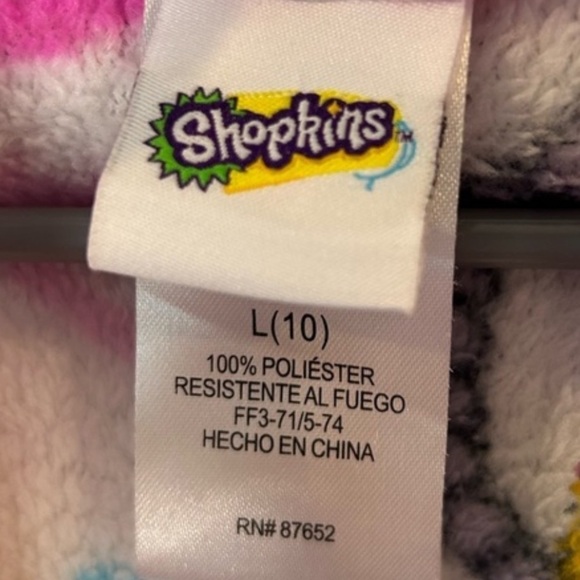 Shopkins
L(10)
100% POLIÉSTER
RESISTENTE AL FUEGO
FF3-71/5-74
HECHO EN CHINA
RN# 87652